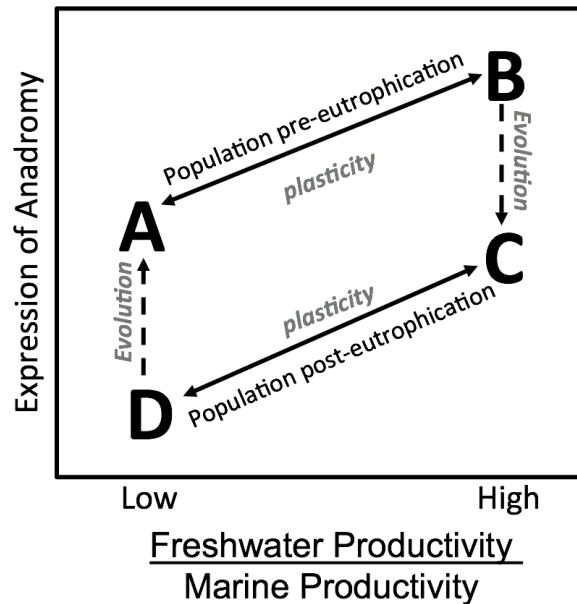 Expression of Anadromy
Population pre-eutrophication
plasticity
B
Evolution
A
Evolution
C
plasticity
Population post-eutrophication
D
Low
High
Freshwater Productivity
Marine Productivity